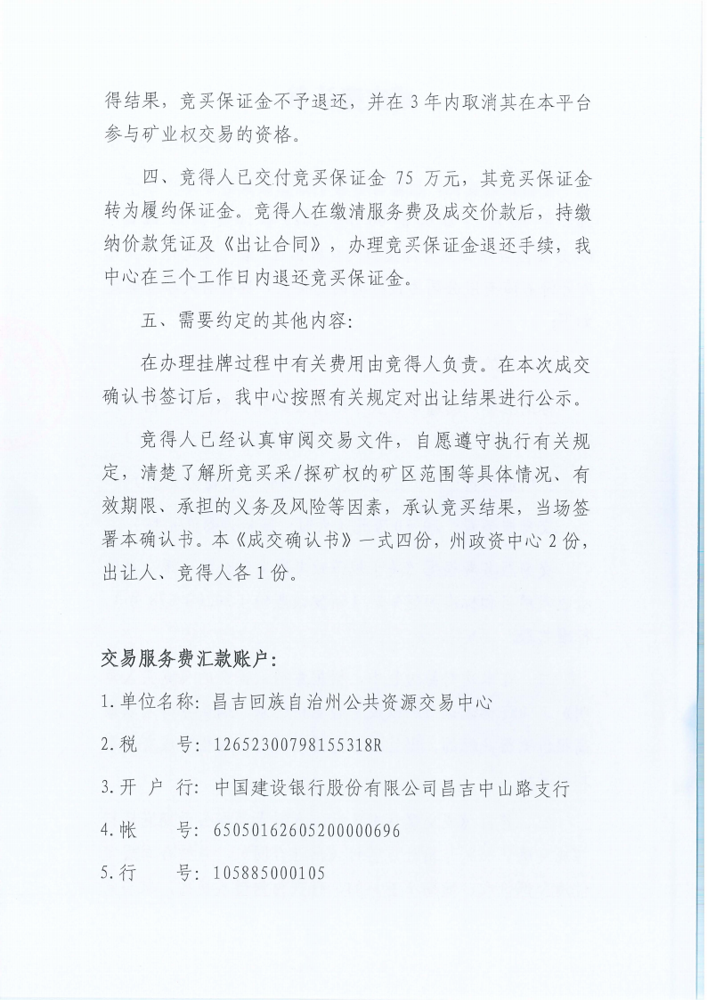 得结果，竞买保证金不予退还，并在 3 年内取消其在本平台
参与矿业权交易的资格。
四、竞得人已交付竞买保证金 75 万元，其竞买保证金
转为履约保证金。竞得人在缴清服务费及成交价款后，持缴
纳价款凭证及《出让合同》，办理竞买保证金退还手续，我
中心在三个工作日内退还竞买保证金。
五、需要约定的其他内容：
在办理挂牌过程中有关费用由竞得人负责。在本次成交
确认书签订后，我中心按照有关规定对出让结果进行公示。
竞得人已经认真审阅交易文件，自愿遵守执行有关规
定，清楚了解所竞买采/探矿权的矿区范围等具体情况、有
效期限、承担的义务及风险等因素，承认竞买结果，当场签
署本确认书。本《成交确认书》一式四份，州政资中心 2 份，
出让人、竞得人各 1 份。
交易服务费汇款账户：
1.单位名称：昌吉回族自治州公共资源交易中心
2.税 号：12652300798155318R
3.开 户 行：中国建设银行股份有限公司昌吉中山路支行
4.帐 号：65050162605200000696
5.行 号：105885000105